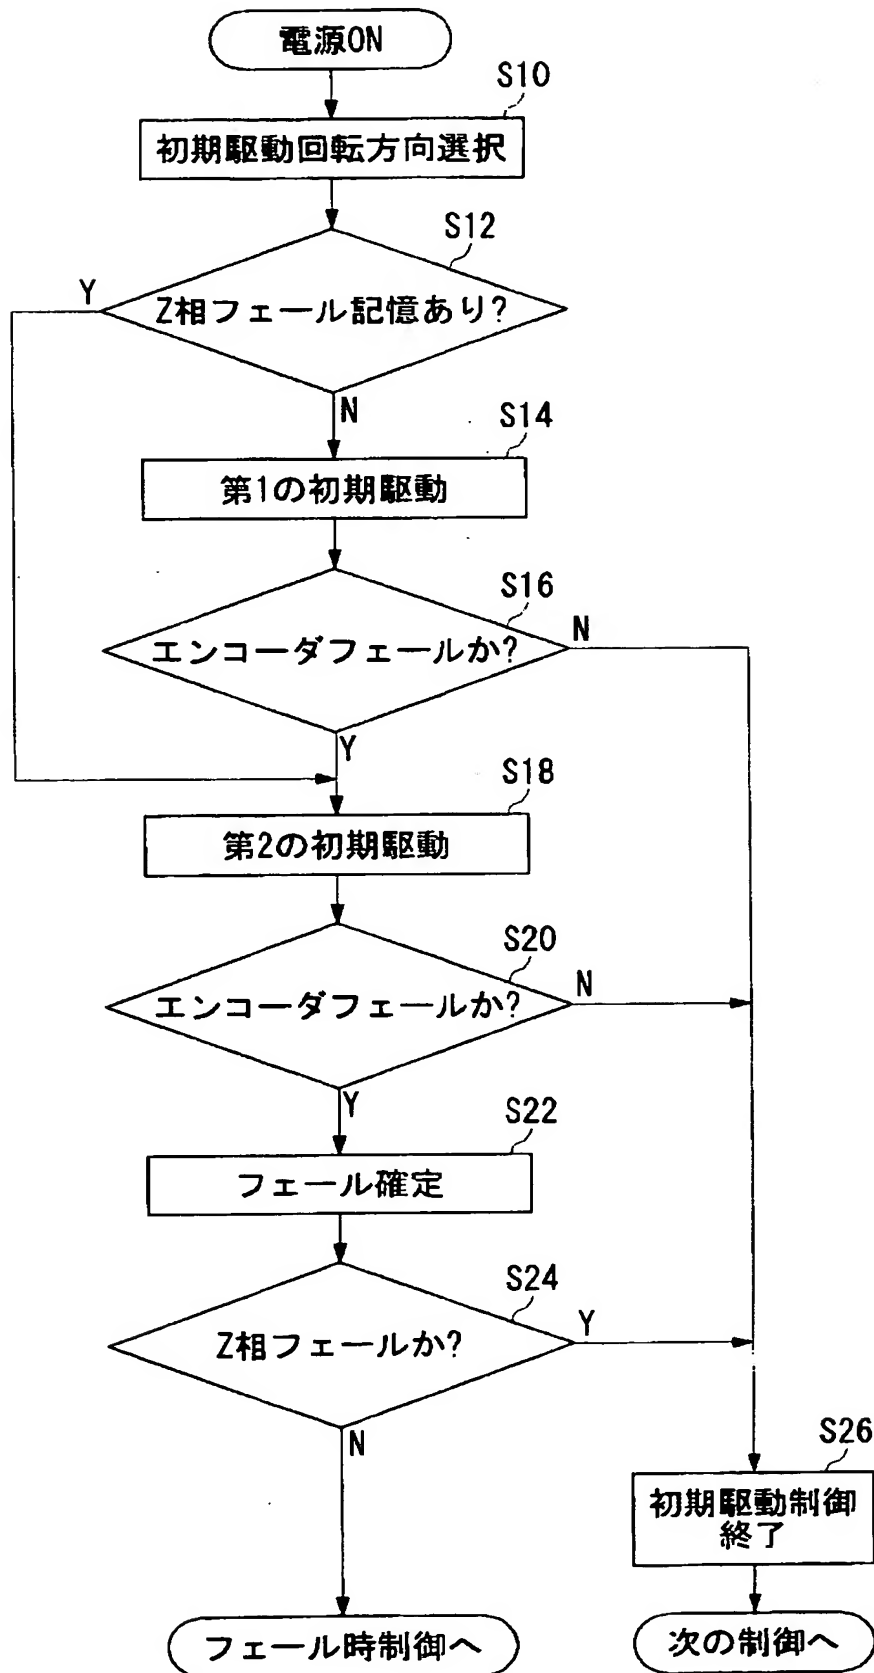 電源ON
S10
初期駆動回転方向選択
S12
Y
Z相フェール記憶あり?
N
S14
第1の初期駆動
S16
エンコーダフェールか?
N
Y
S18
第2の初期駆動
S20
エンコーダフェールか?
N
Y
S22
フェール確定
S24
Z相フェールか?
Y
N
S26
初期駆動制御
終了
フェール時制御へ
次の制御へ